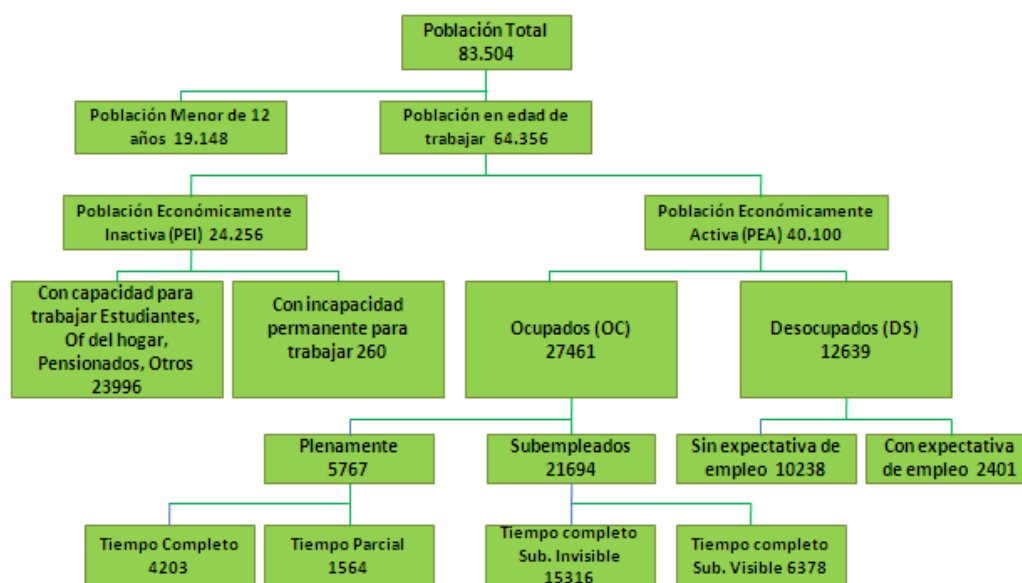 Población Total
83.504
Población Menor de 12
años 19.148
Población en edad de
trabajar 64.356
Población Económicamente
Inactiva (PEI) 24.256
Población Económicamente
Activa (PEA) 40.100
Con capacidad para
trabajar Estudiantes,
Of del hogar,
Pensionados, Otros
23996
Con incapacidad
permanente para
trabajar 260
Ocupados (OC)
27461
Desocupados (DS)
12639
Plenamente
5767
Subempleados
21694
Sin expectativa de
empleo 10238
Con expectativa
de empleo 2401
Tiempo Completo
4203
Tiempo Parcial
1564
Tiempo completo
Sub. Invisible
15316
Tiempo completo
Sub. Visible 6378